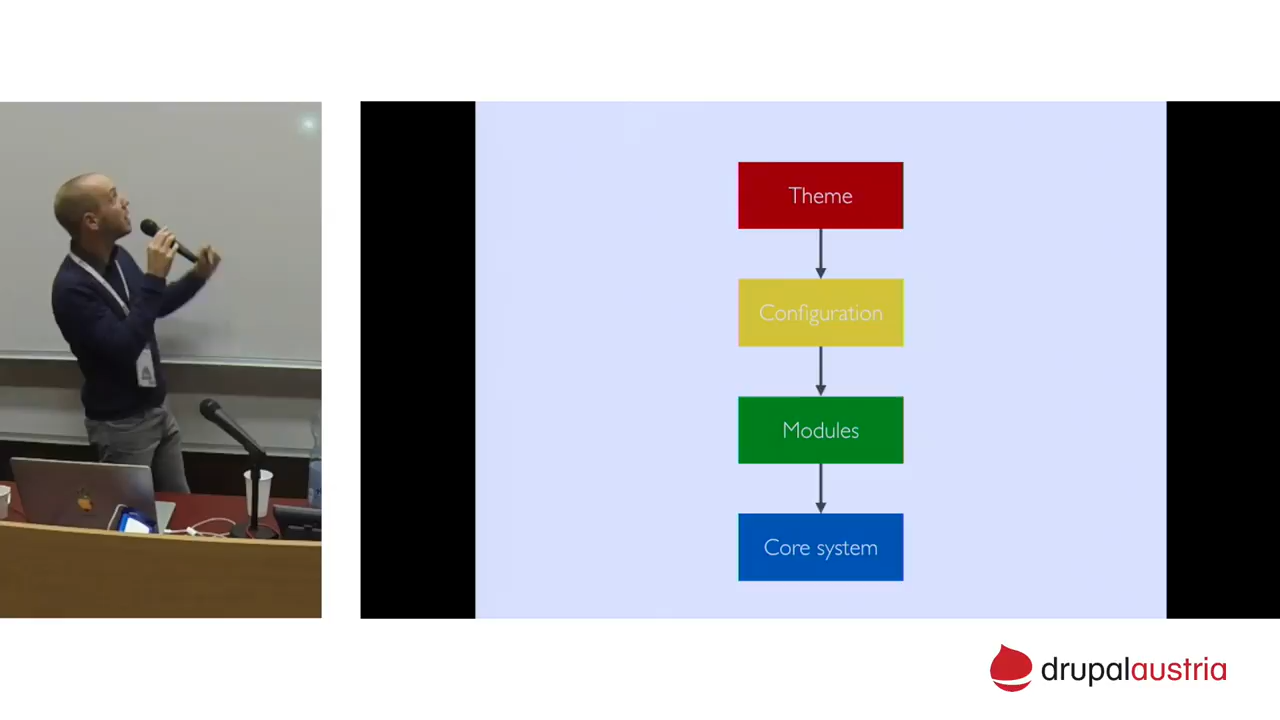 Theme
Configuration
Modules
Core system
drupalaustria